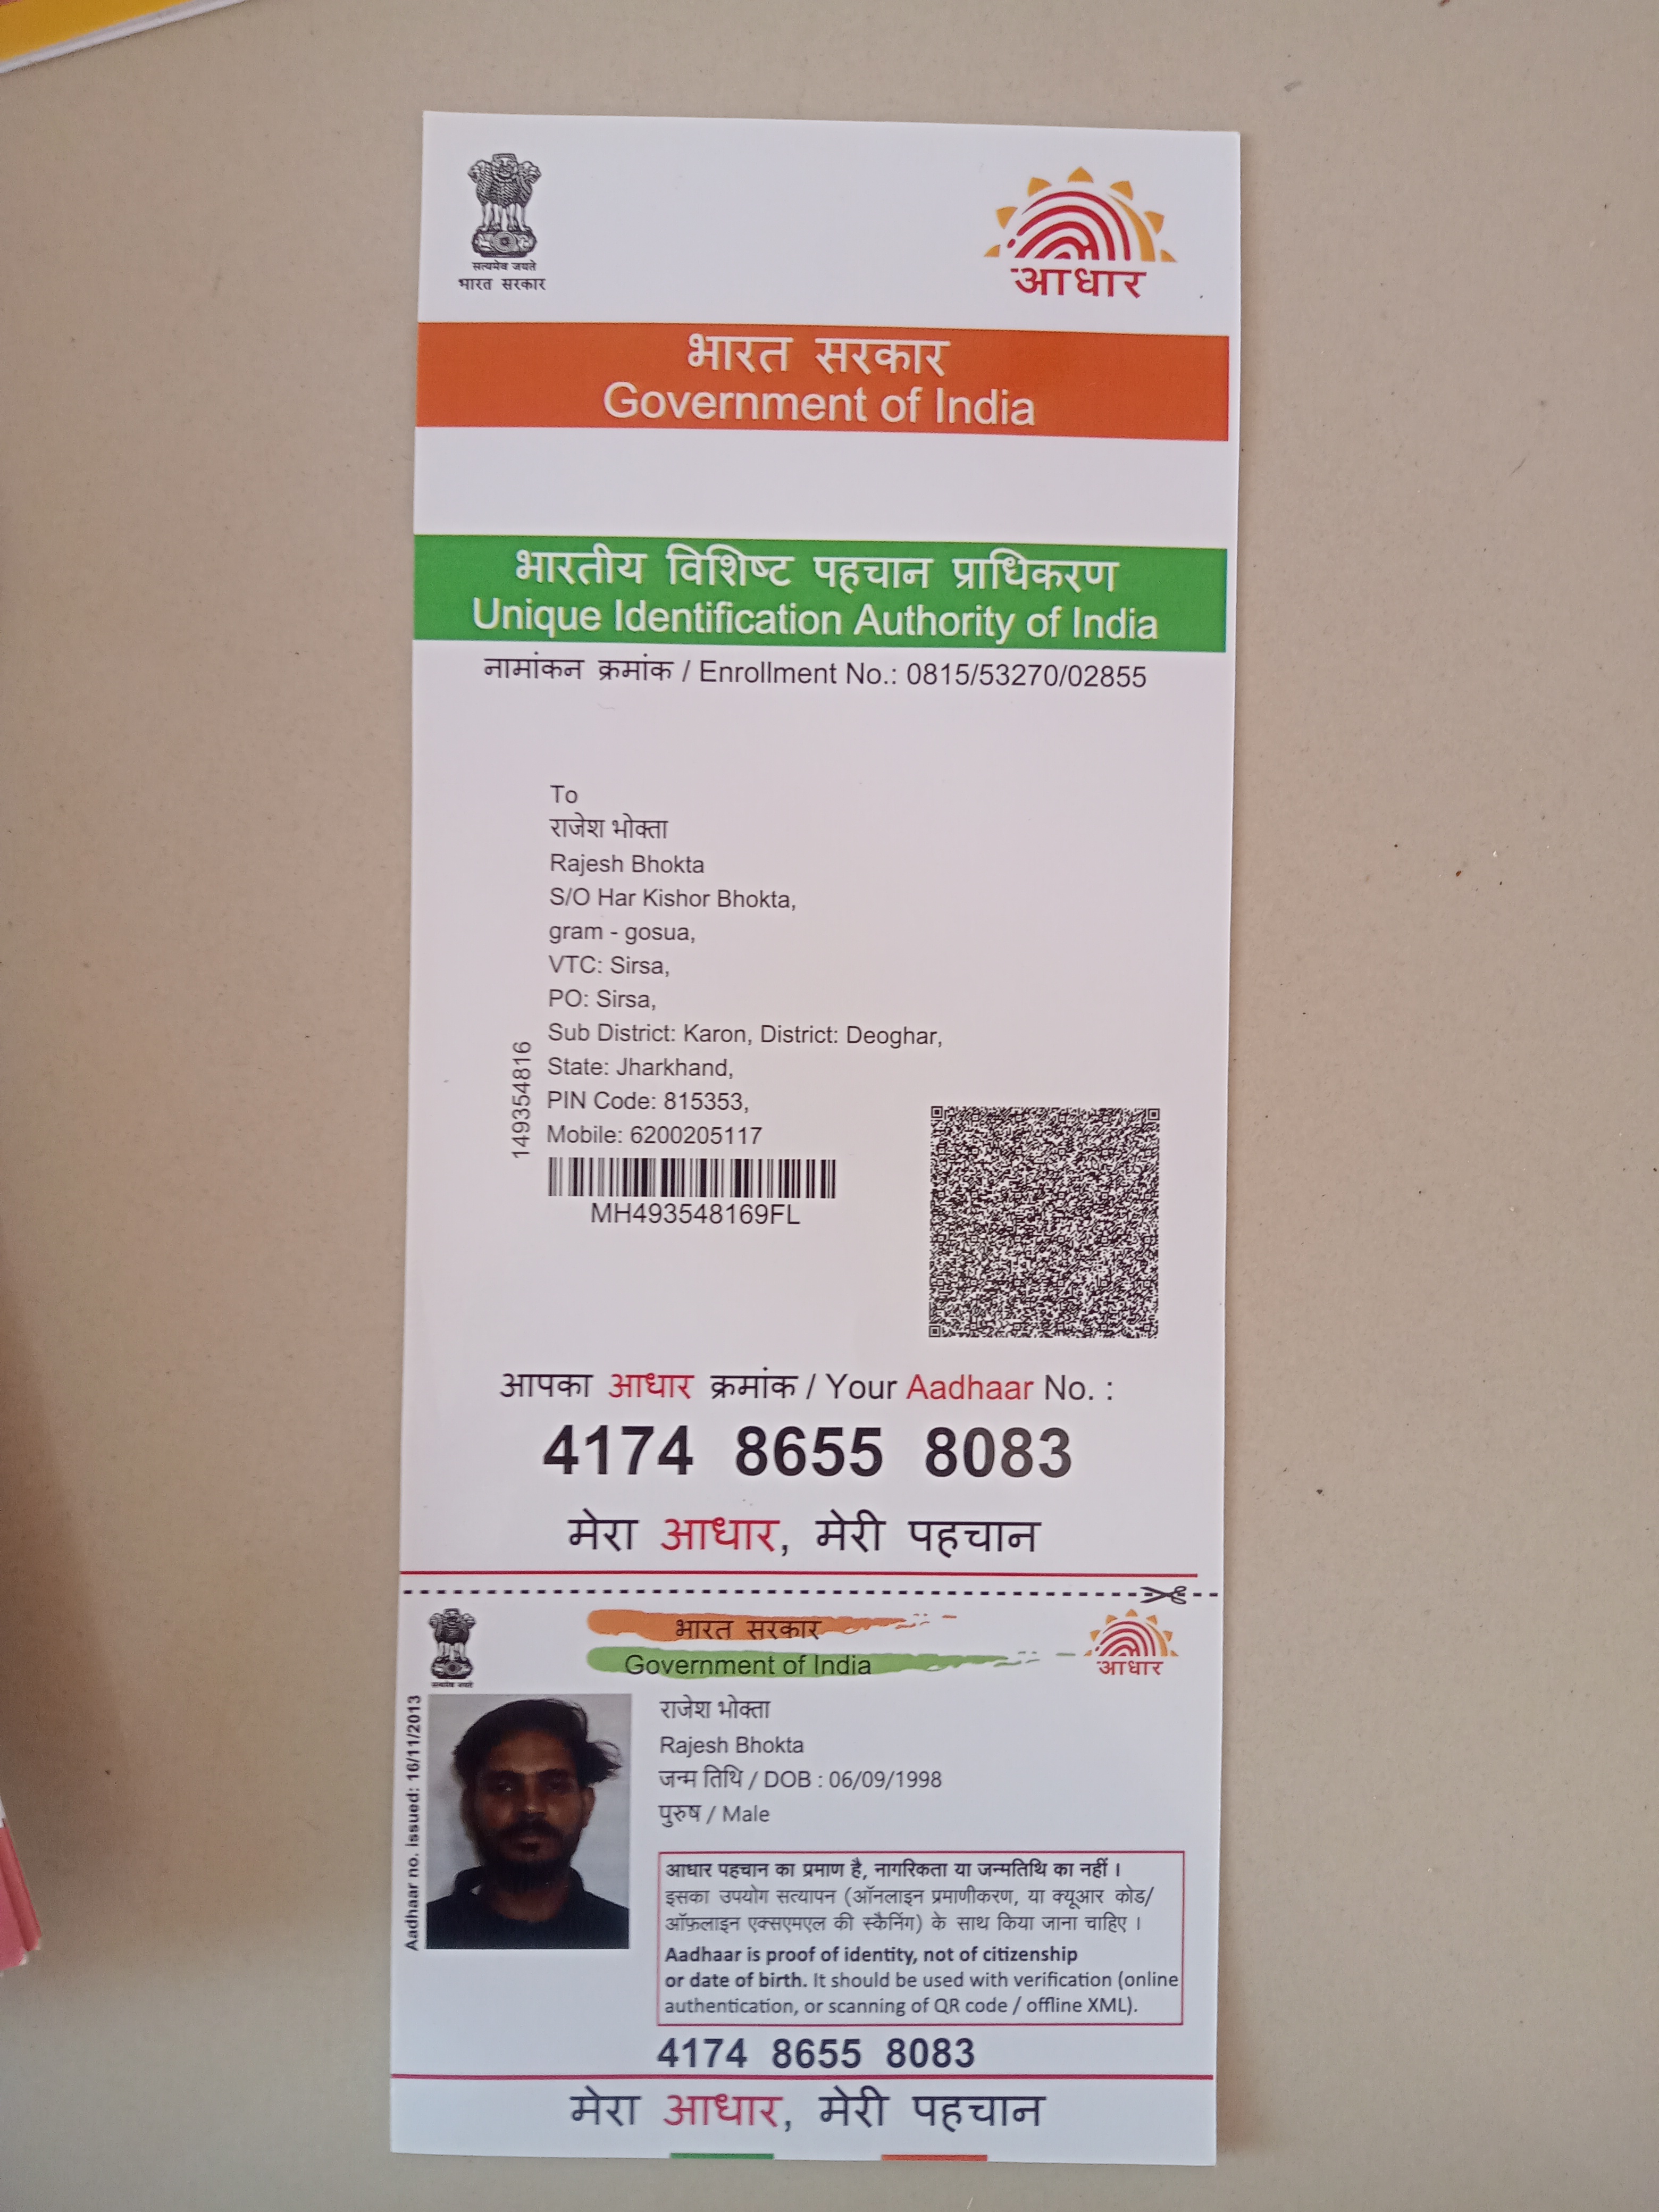 सत्यमेव जयते
भारत सरकार
आधार
भारत सरकार
Government of India
भारतीय विशिष्ट पहचान प्राधिकरण
Unique Identification Authority of India
नामांकन क्रमांक / Enrollment No.: 0815/53270/02855
To
राजेश भोक्ता
Rajesh Bhokta
S/O Har Kishor Bhokta,
gram - gosua,
VTC: Sirsa,
PO: Sirsa,
Sub District: Karon, District: Deoghar,
State: Jharkhand,
PIN Code: 815353,
Mobile: 6200205117
149354816
MH493548169FL
आपका आधार क्रमांक / Your Aadhaar No. :
4174 8655 8083
मेरा आधार, मेरी पहचान
भारत सरकार
Government of India
सत्यमेव जयते
आधार
Aadhaar no. issued: 16/11/2013
राजेश भोक्ता
Rajesh Bhokta
जन्म तिथि / DOB : 06/09/1998
पुरुष / Male
आधार पहचान का प्रमाण है, नागरिकता या जन्मतिथि का नहीं ।
इसका उपयोग सत्यापन (ऑनलाइन प्रमाणीकरण, या क्यूआर कोड/
ऑफ़लाइन एक्सएमएल की स्कैनिंग) के साथ किया जाना चाहिए ।
Aadhaar is proof of identity, not of citizenship
or date of birth. It should be used with verification (online
authentication, or scanning of QR code / offline XML).
4174 8655 8083
मेरा आधार, मेरी पहचान